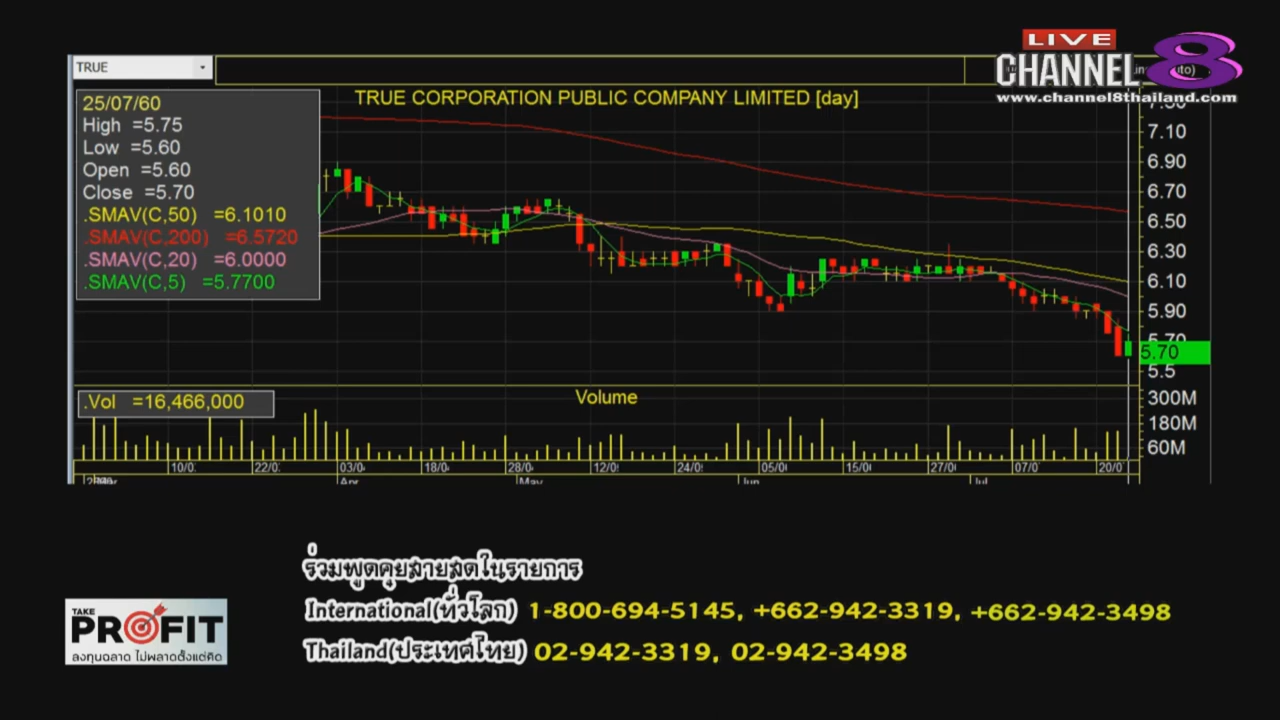 LIVE
CHANNEL 8
www.channel8thailand.com
TRUE
TRUE CORPORATION PUBLIC COMPANY LIMITED [day]
25/07/60
High =5.75
Low =5.60
Open =5.60
Close =5.70
.SMAV(C,50) =6.1010
.SMAV(C,200) =6.5720
.SMAV(C,20) =6.0000
.SMAV(C,5) =5.7700
7.10
6.90
6.70
6.50
6.30
6.10
5.90
5.70
5.70
5.5
.Vol =16,466,000
Volume
300M
180M
60M
10/0 22/0 03/0 18/0 28/0 12/0 24/0 05/0 15/0 27/0 07/0 20/0
Apr May Jun Jul
ร่วมพูดคุยสายสดในรายการ
International(ทั่วโลก) 1-800-694-5145, +662-942-3319, +662-942-3498
Thailand(ประเทศไทย) 02-942-3319, 02-942-3498
TAKE
PROFIT
ลงทุนฉลาด ไม่พลาดตั้งแต่คิด